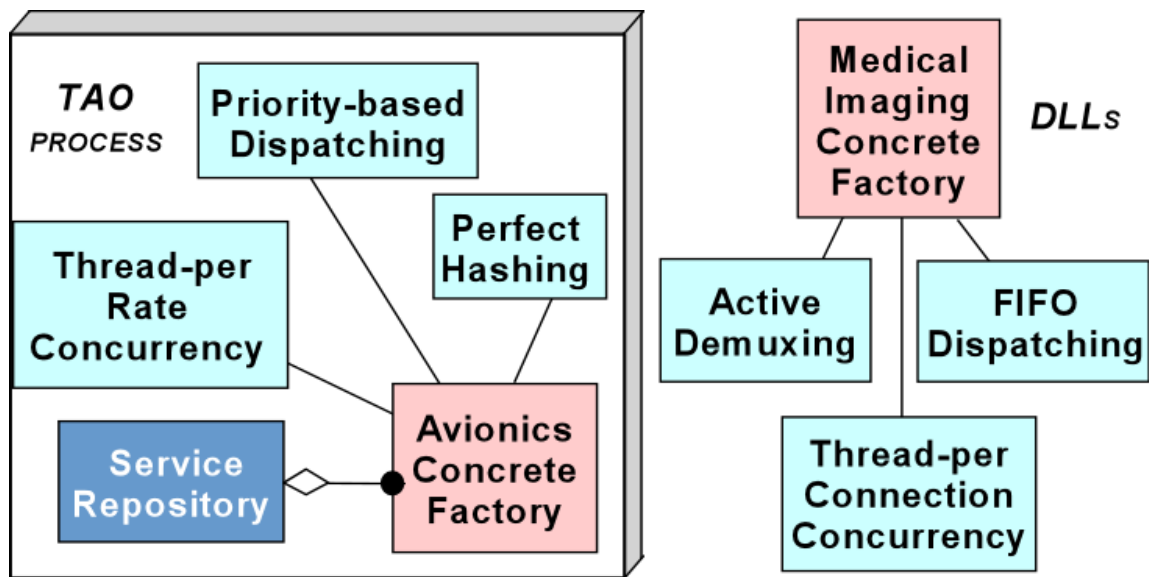 TAO
PROCESS
Priority-based
Dispatching
Perfect
Hashing
Thread-per
Rate
Concurrency
Service
Repository
Avionics
Concrete
Factory
Medical
Imaging
Concrete
Factory
DLLs
Active
Demuxing
FIFO
Dispatching
Thread-per
Connection
Concurrency